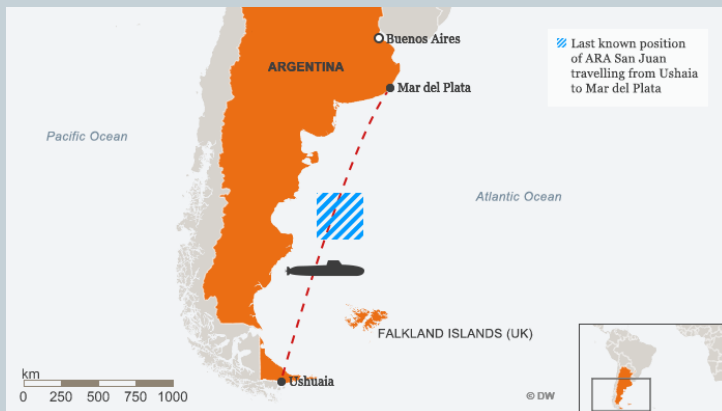 Buenos Aires
ARGENTINA
Mar del Plata
Last known position
of ARA San Juan
travelling from Ushaia
to Mar del Plata
Pacific Ocean
Atlantic Ocean
FALKLAND ISLANDS (UK)
Ushuaia
km
0 250 500 750 1000
© DW